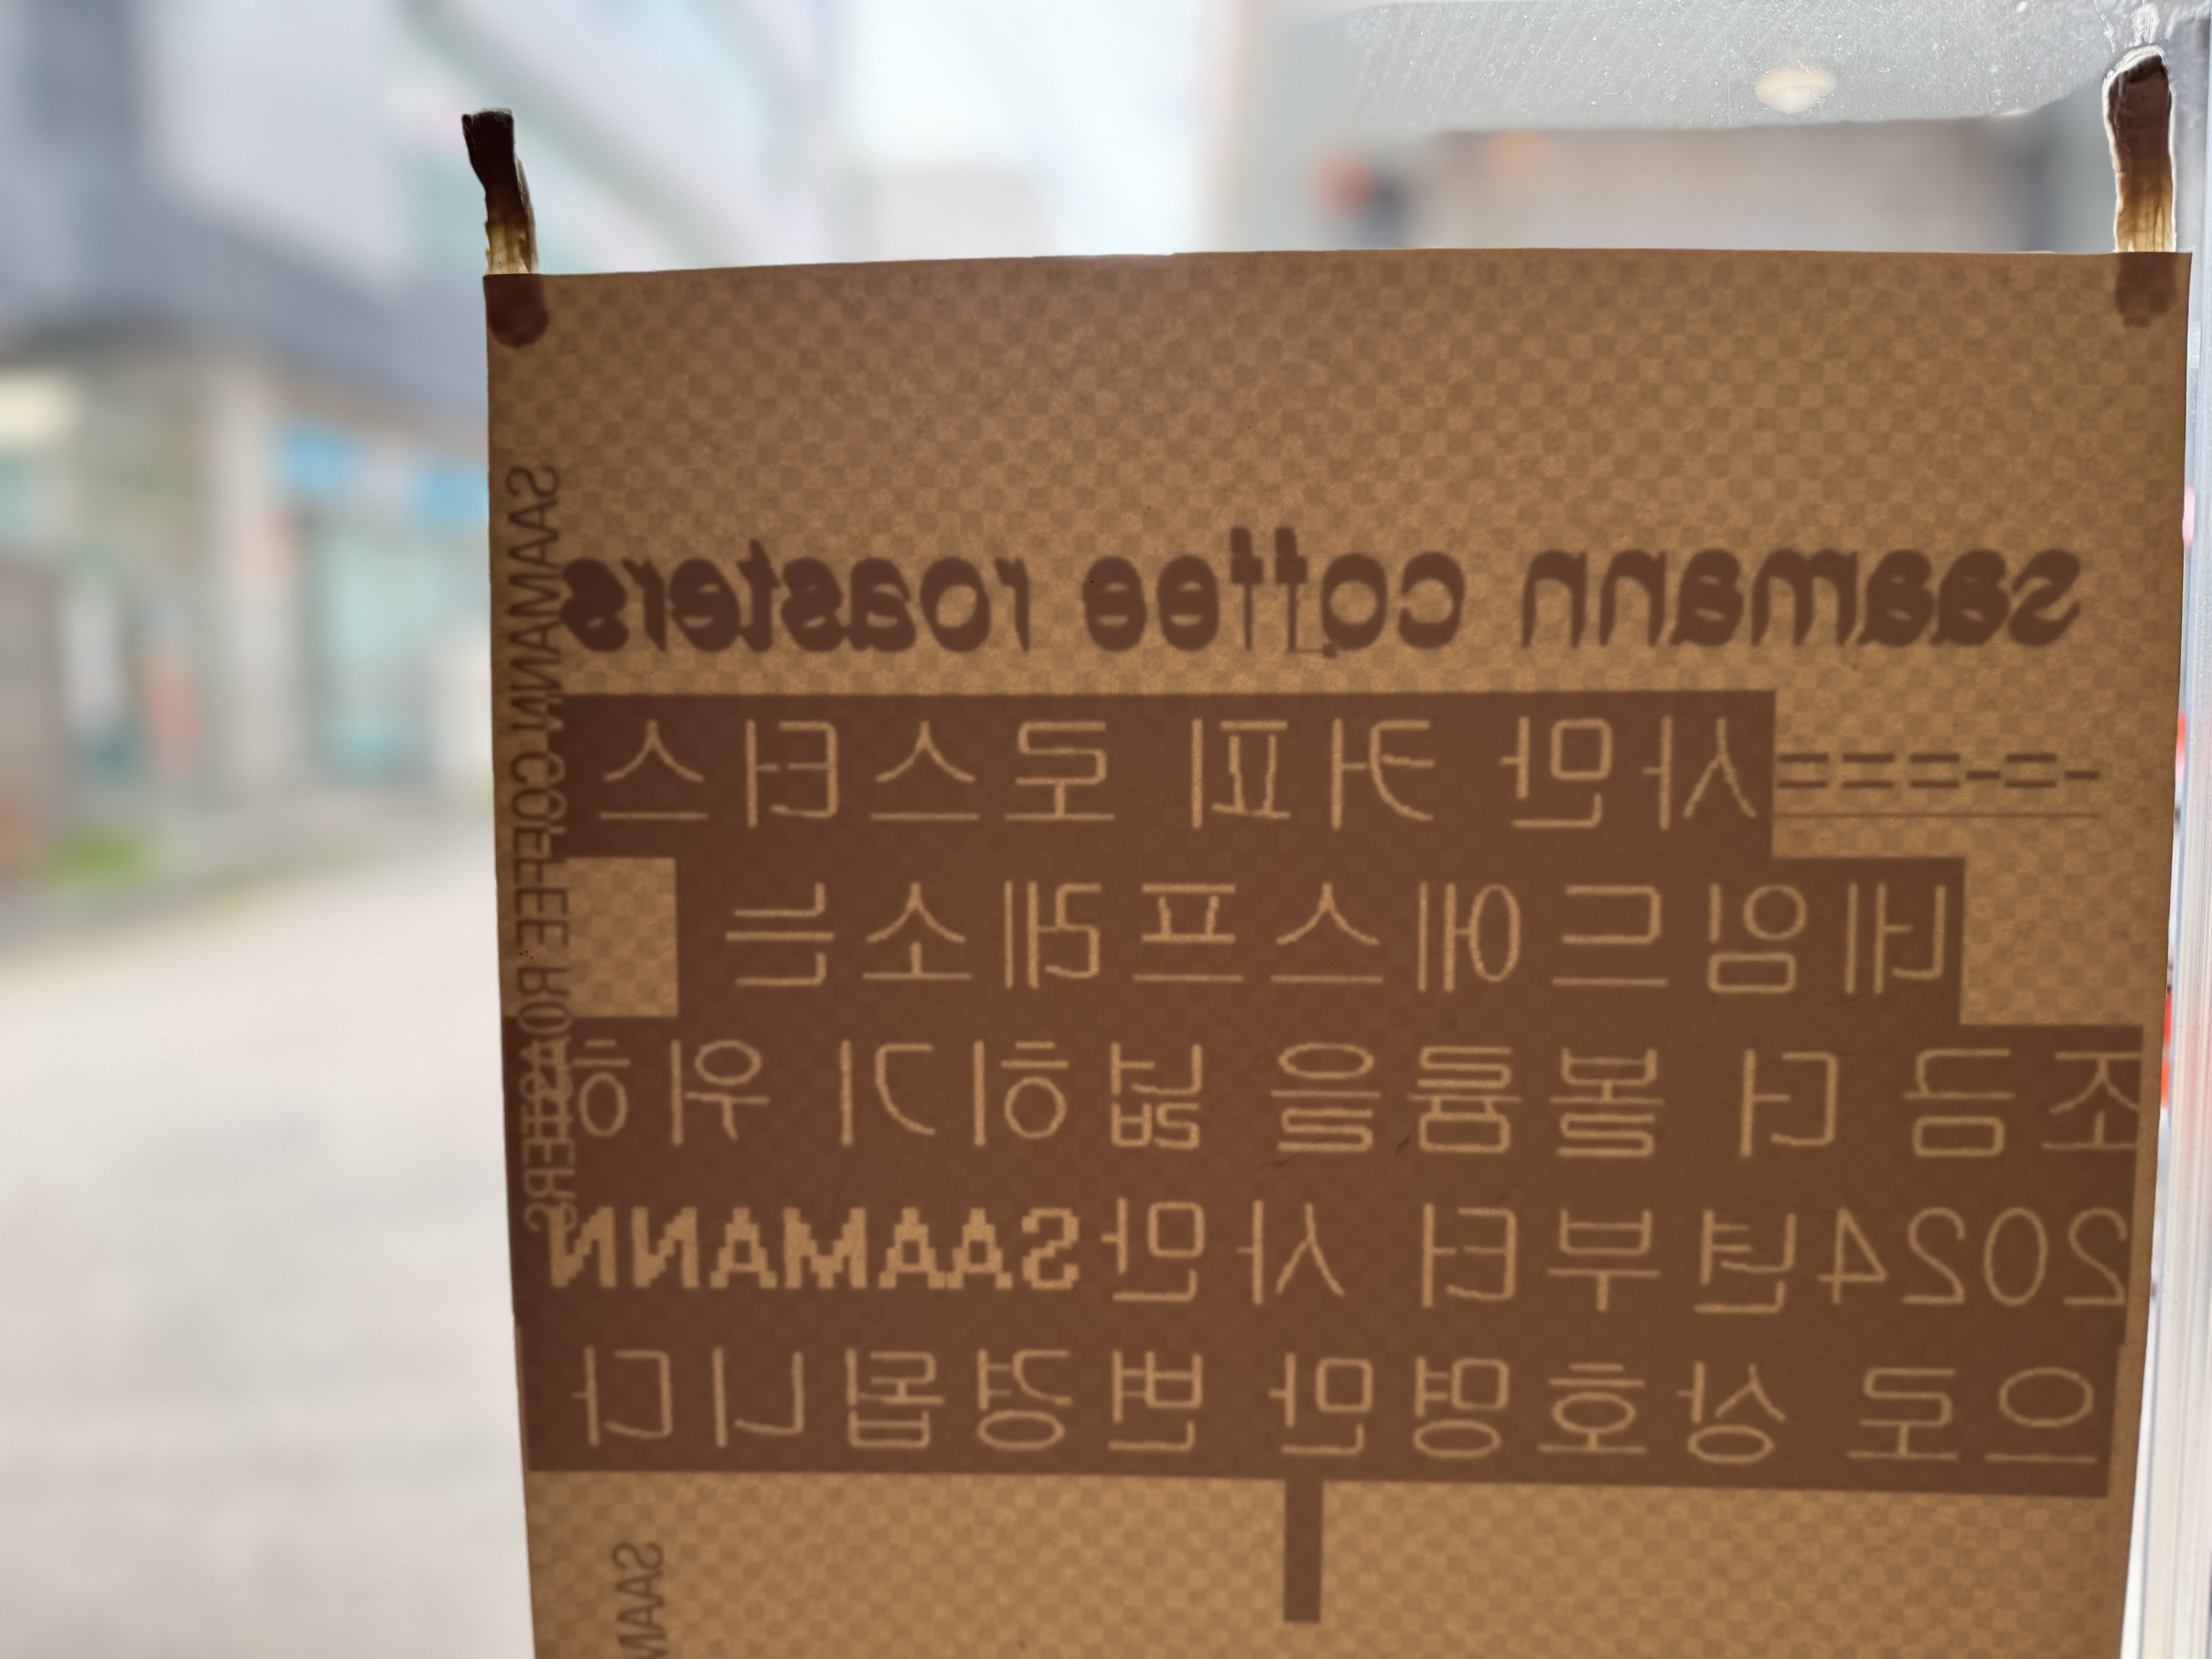 saamann coffee roasters
사만 커피 로스터스
네임드에스프레소는
조금 더 볼륨을 넓히기 위해
2024년부터 사만SAAMANN
으로 상호명만 변경됩니다
SAAMANN COFFEE ROASTERS
SAAM